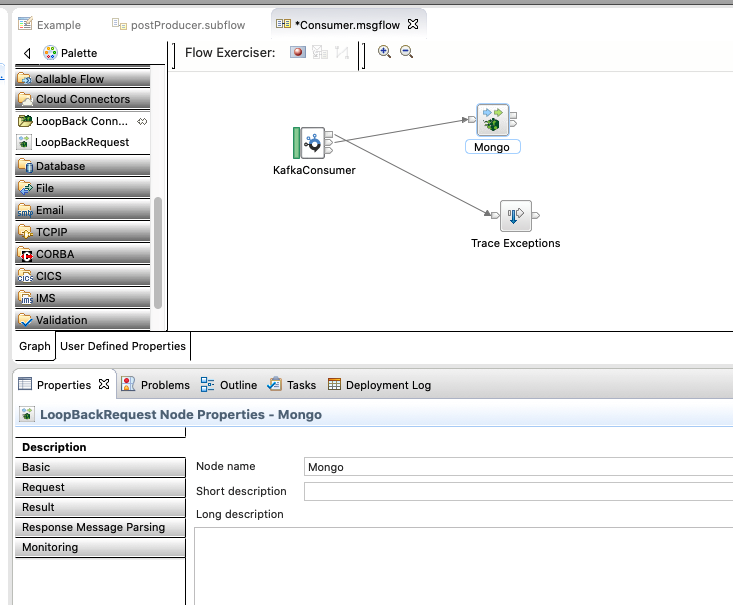 Example
postProducer.subflow
*Consumer.msgflow
Palette
Flow Exerciser:
Callable Flow
Cloud Connectors
LoopBack Conn...
LoopBackRequest
Database
File
Email
TCPIP
CORBA
CICS
IMS
Validation
KafkaConsumer
Mongo
Trace Exceptions
Graph
User Defined Properties
Properties
Problems
Outline
Tasks
Deployment Log
LoopBackRequest Node Properties - Mongo
Description
Basic
Request
Result
Response Message Parsing
Monitoring
Node name
Mongo
Short description
Long description